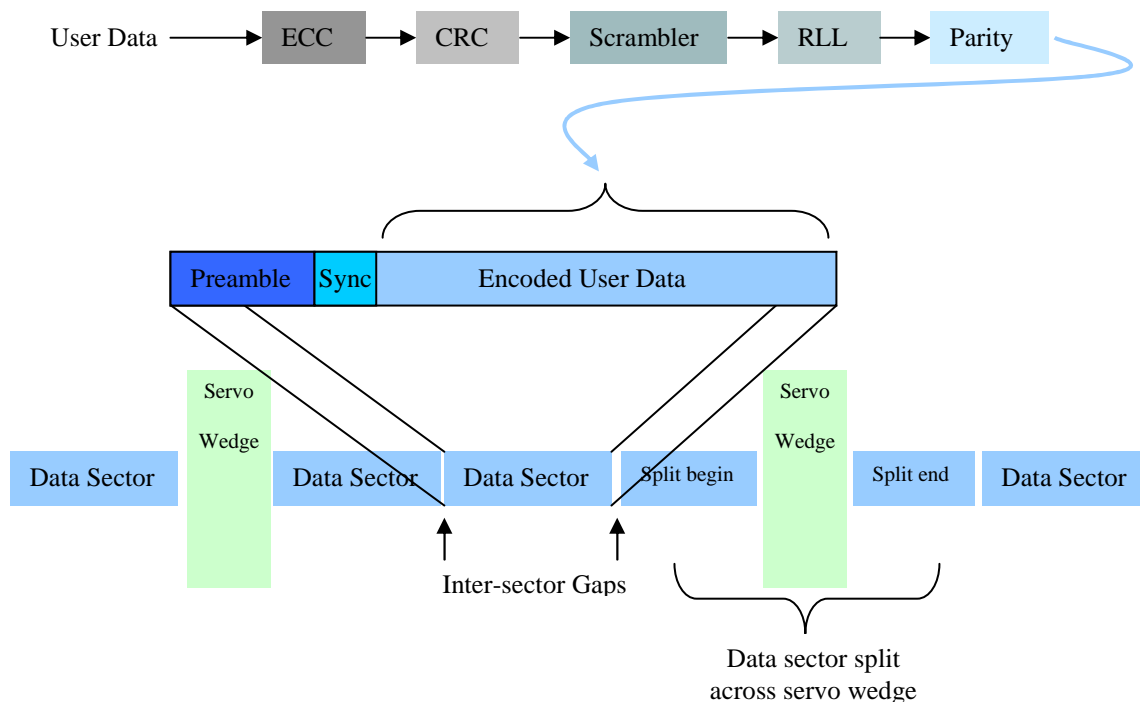 User Data
ECC
CRC
Scrambler
RLL
Parity
Preamble
Sync
Encoded User Data
Servo
Wedge
Servo
Wedge
Data Sector
Data Sector
Data Sector
Split begin
Split end
Data Sector
Inter-sector Gaps
Data sector split
across servo wedge